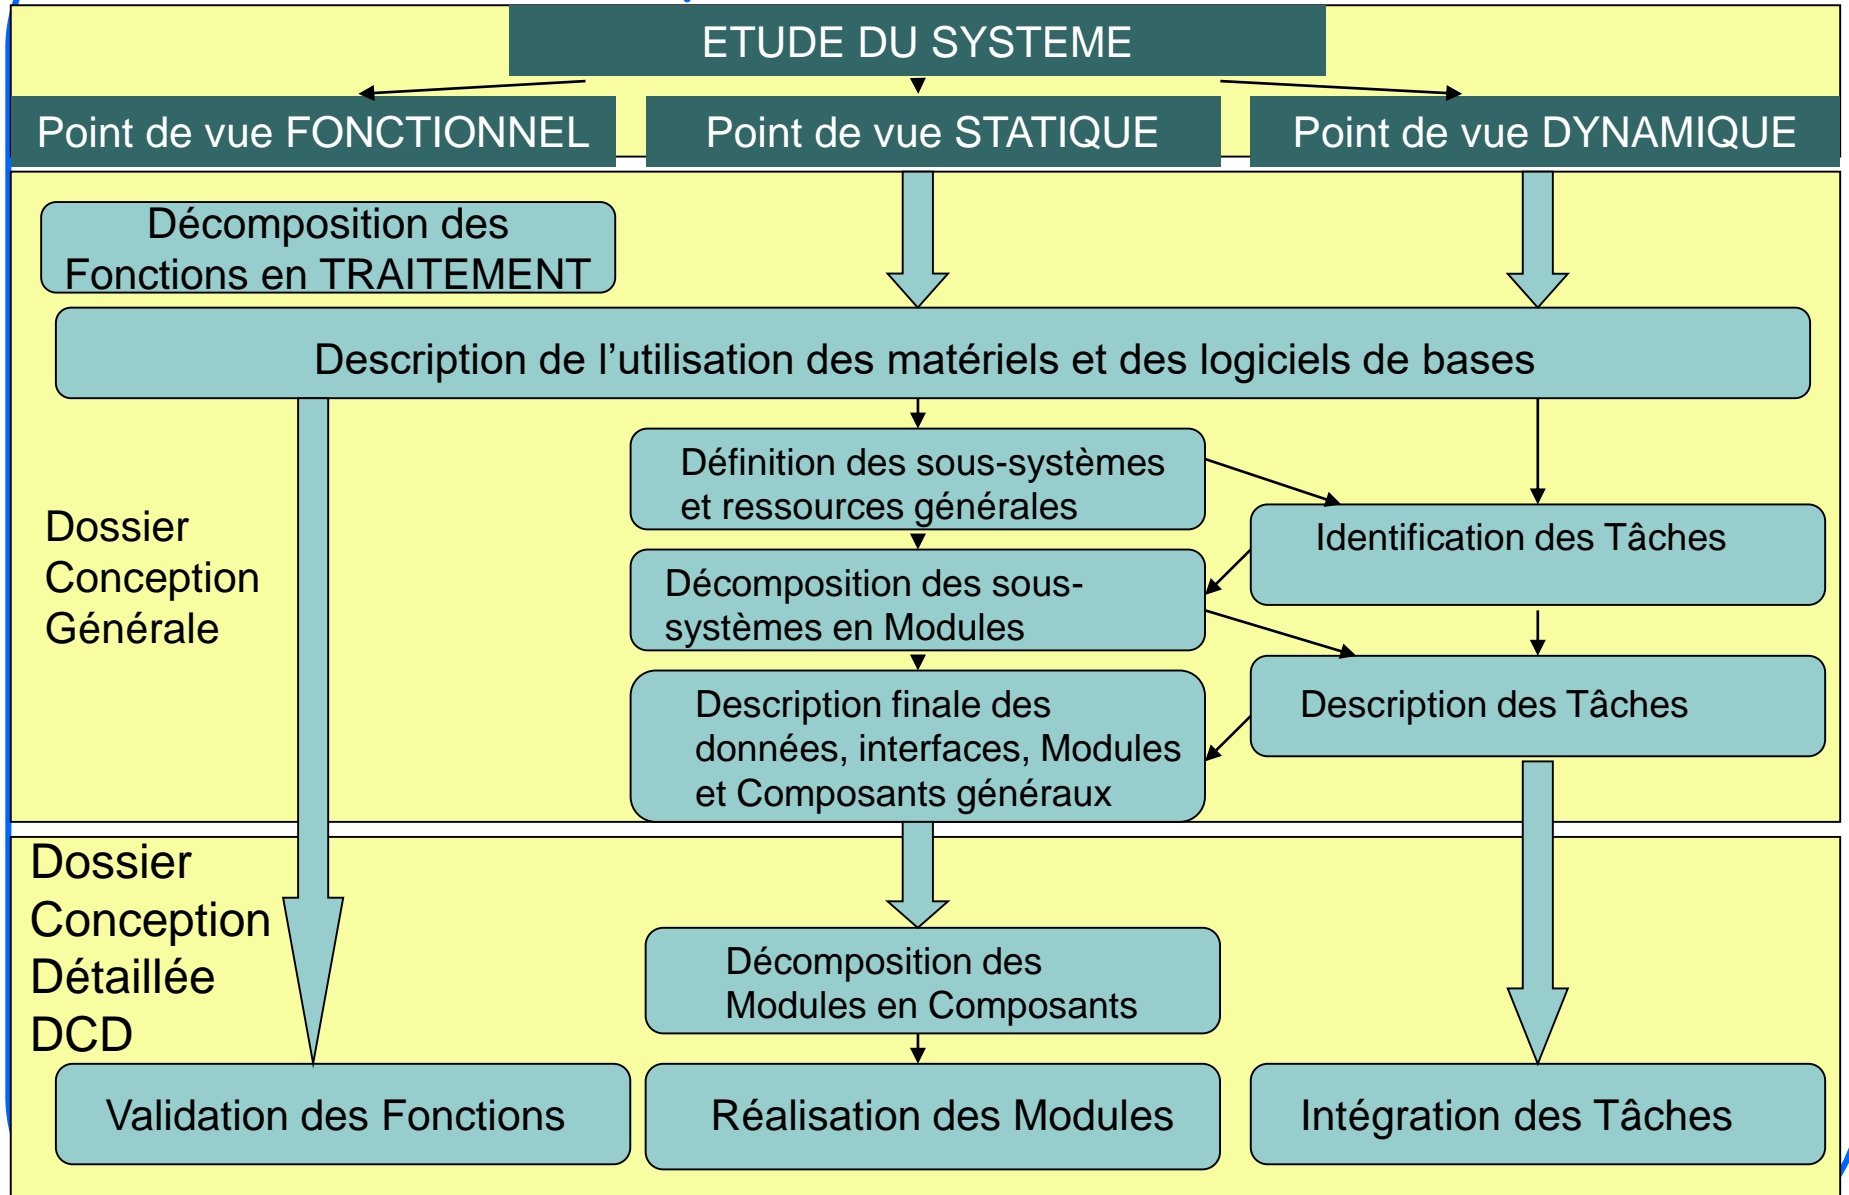 ETUDE DU SYSTEME
Point de vue FONCTIONNEL
Point de vue STATIQUE
Point de vue DYNAMIQUE
Décomposition des
Fonctions en TRAITEMENT
Description de l’utilisation des matériels et des logiciels de bases
Dossier
Conception
Générale
Définition des sous-systèmes
et ressources générales
Identification des Tâches
Décomposition des sous-
systèmes en Modules
Description des Tâches
Description finale des
données, interfaces, Modules
et Composants généraux
Dossier
Conception
Détaillée
DCD
Décomposition des
Modules en Composants
Validation des Fonctions
Réalisation des Modules
Intégration des Tâches